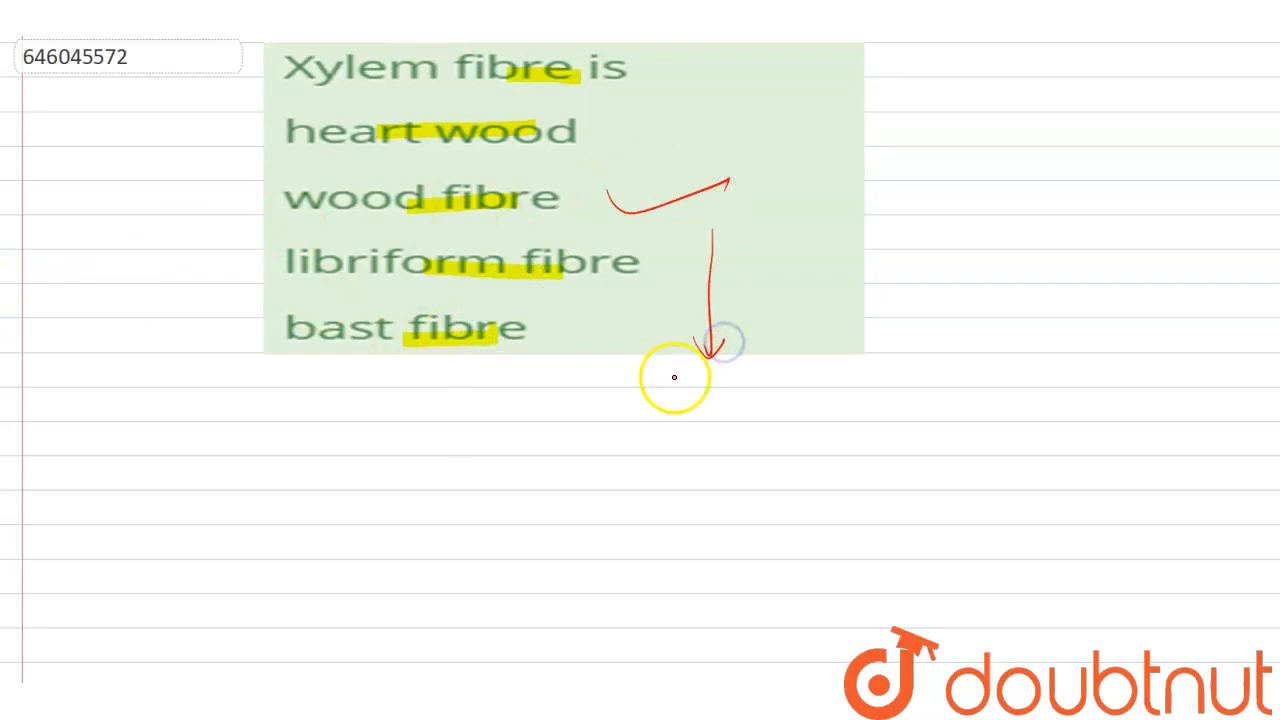 646045572
Xylem fibre is
heart wood
wood fibre
libriform fibre
bast fibre
doubtnut